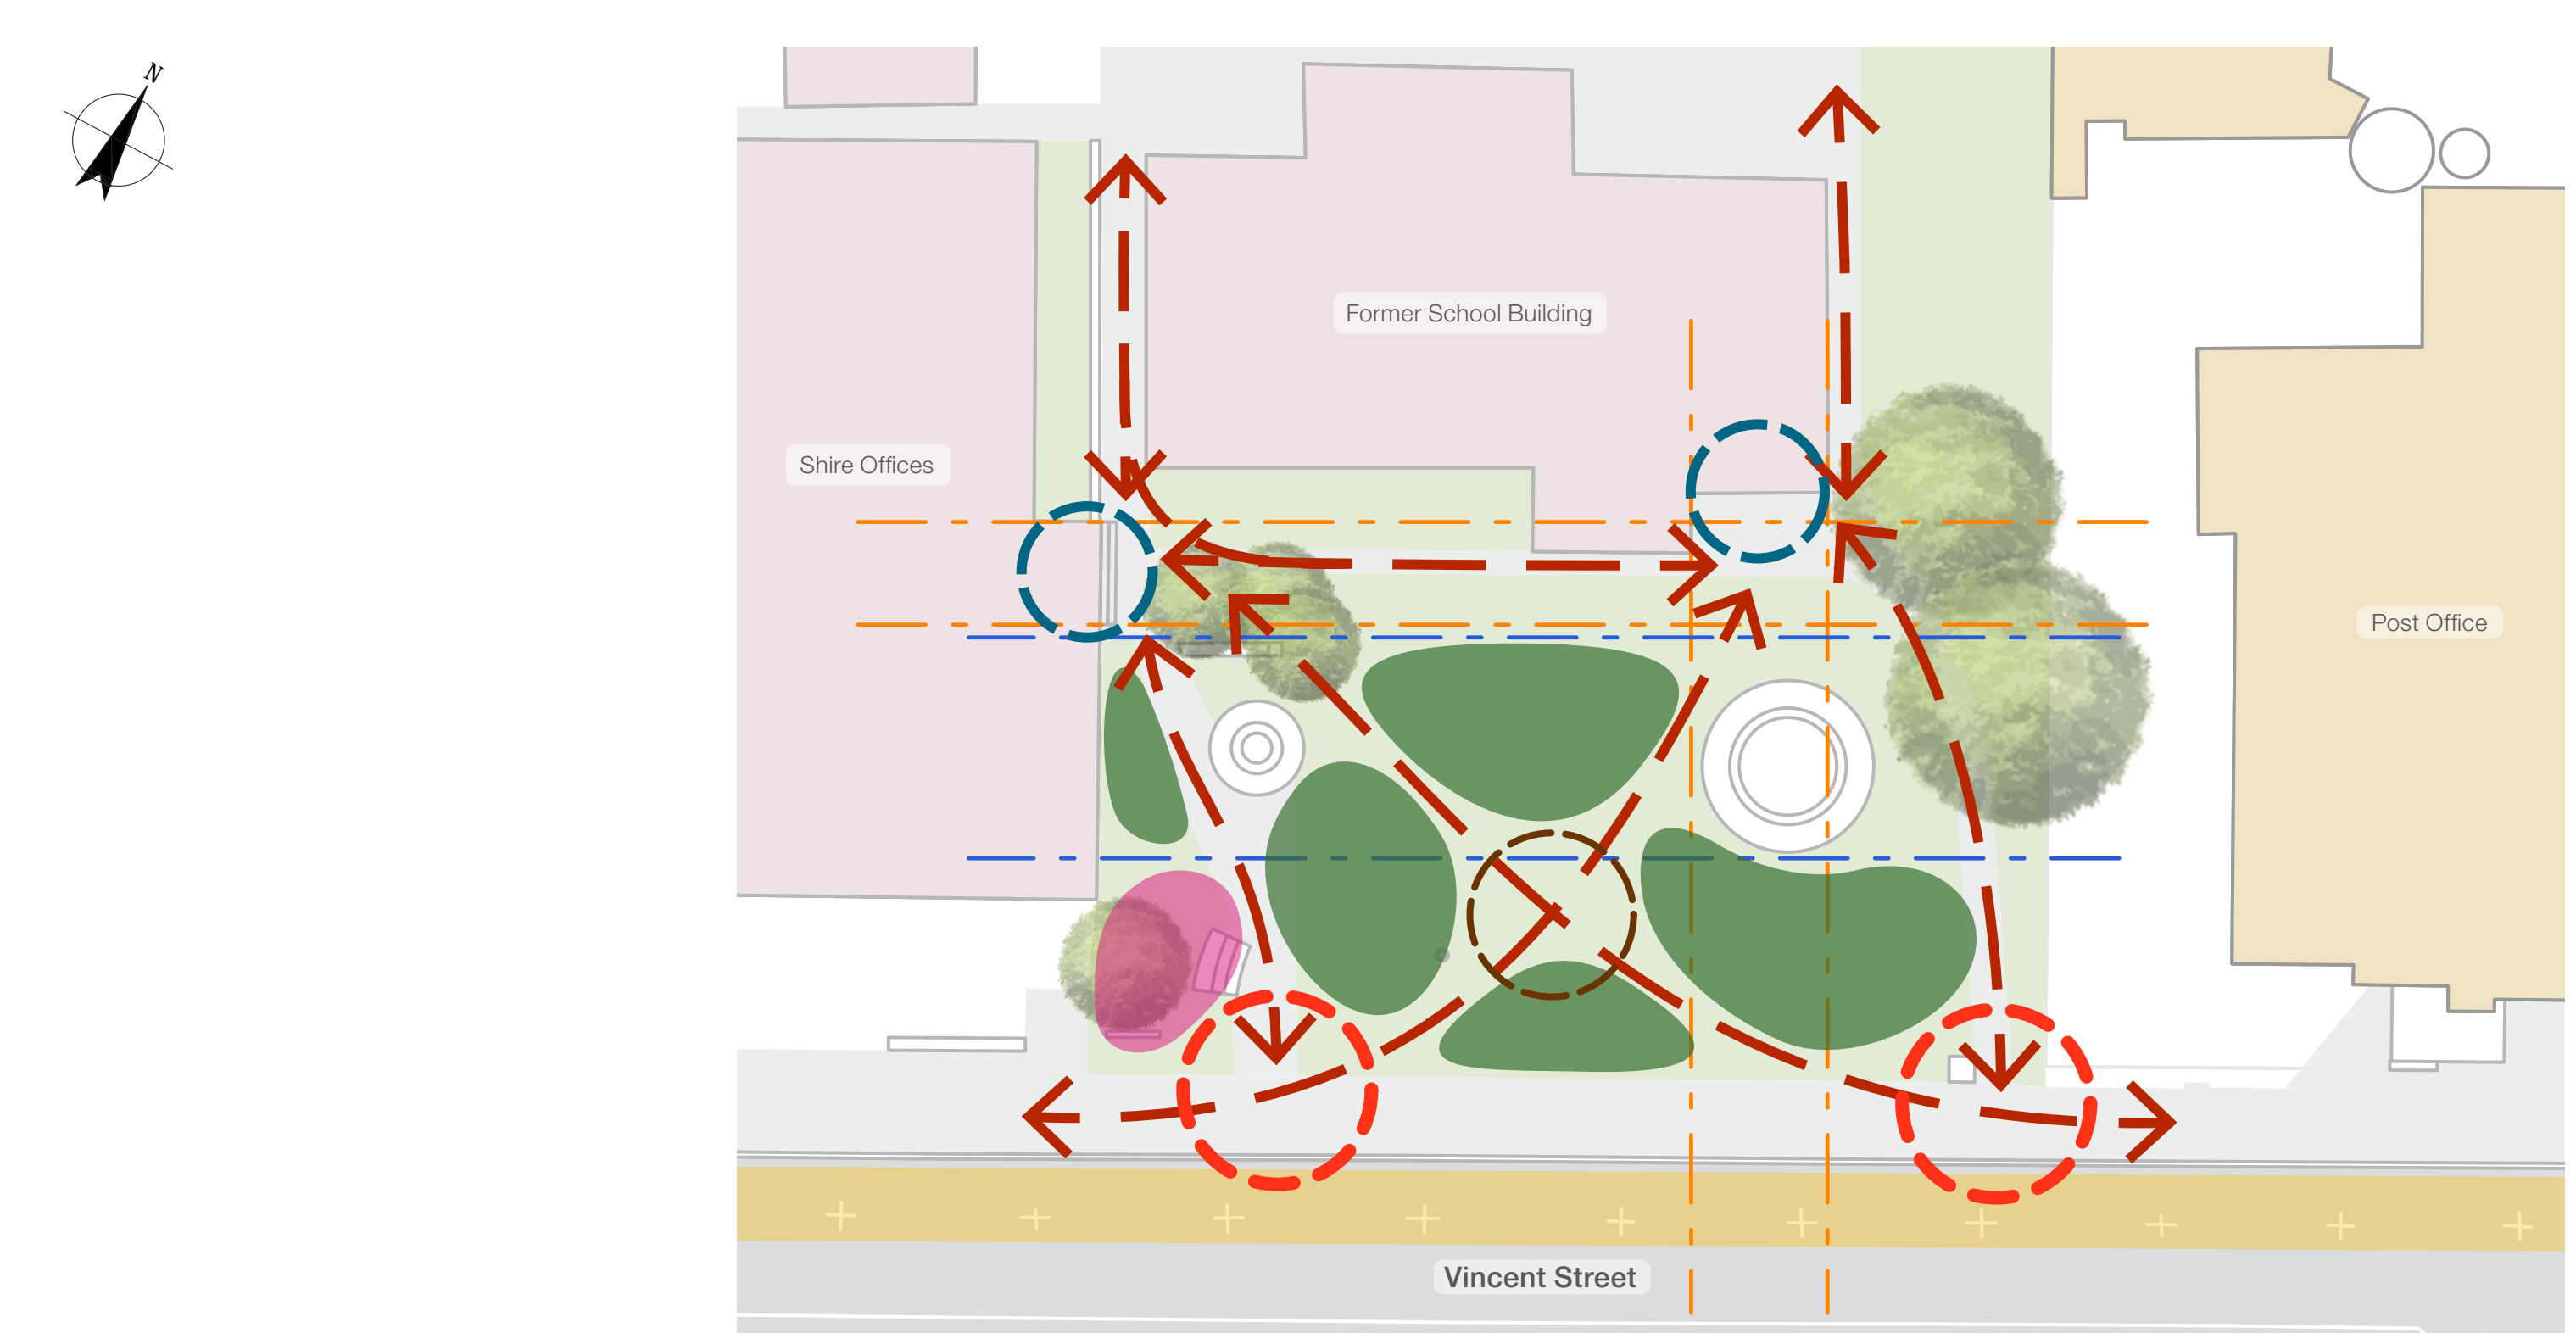 N
Former School Building
Shire Offices
Post Office
Vincent Street